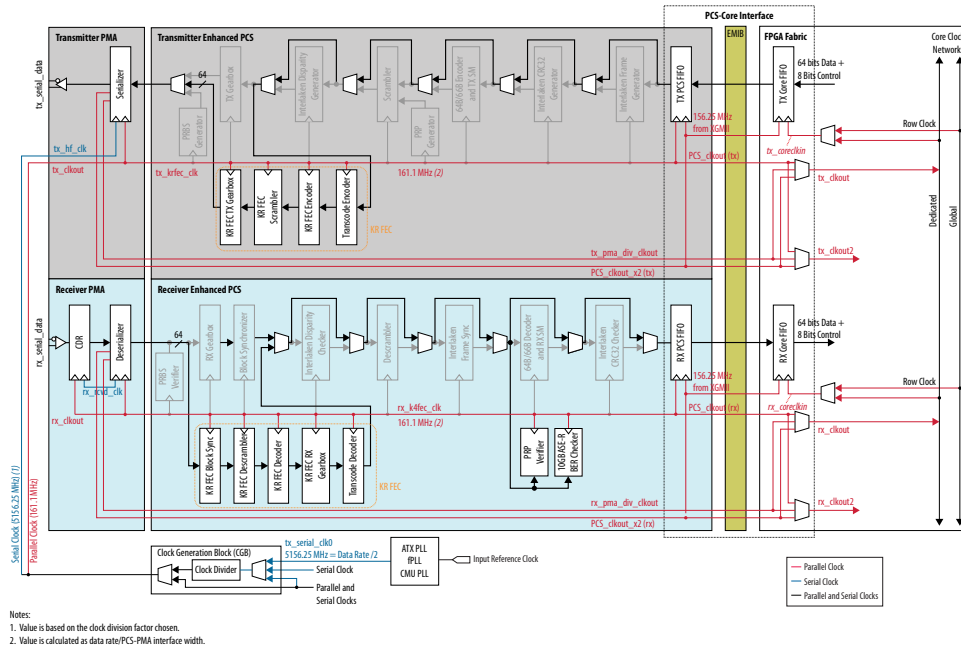 PCS-Core Interface
Transmitter PMA
Transmitter Enhanced PCS
EMIB
FPGA Fabric
Core Clock
Network
64 bits Data +
8 Bits Control
tx_serial_data
Serializer
64
TX Gearbox
PRBS
Generator
Interlaken Disparity
Generator
Scrambler
PRP
Generator
64B/66B Encoder
and TX SM
Interlaken CRC32
Generator
Interlaken Frame
Generator
TX PCS FIFO
TX Core FIFO
156.25 MHz
from XGMII
Row Clock
tx_coreclkin
tx_hf_clk
tx_clkout
tx_krfec_clk
161.1 MHz (2)
PCS_clkout (tx)
tx_clkout
KR FEC TX Gearbox
KR FEC
Scrambler
KR FEC Encoder
Transcode Encoder
KR FEC
Dedicated
Global
tx_pma_div_clkout
tx_clkout2
PCS_clkout_x2 (tx)
Receiver PMA
Receiver Enhanced PCS
rx_serial_data
CDR
Deserializer
64
PRBS
Verifier
RX Gearbox
Block Synchronizer
Interlaken Disparity
Checker
Descrambler
Interlaken
Frame Sync
64B/66B Decoder
and RX SM
Interlaken
CRC32 Checker
RX PCS FIFO
RX Core FIFO
64 bits Data +
8 Bits Control
156.25 MHz
from XGMII
Row Clock
rx_coreclkin
rx_rcvd_clk
rx_clkout
rx_k4fec_clk
161.1 MHz (2)
PCS_clkout (rx)
rx_clkout
KR FEC Block Sync
KR FEC Descrambler
KR FEC Decoder
KR FEC RX
Gearbox
Transcode Decoder
KR FEC
PRP
Verifier
10GBASE-R
BER Checker
rx_pma_div_clkout
rx_clkout2
PCS_clkout_x2 (rx)
Serial Clock (5156.25 MHz) (1)
Parallel Clock (161.1 MHz)
Clock Generation Block (CGB)
Clock Divider
tx_serial_clk0
5156.25 MHz = Data Rate /2
Serial Clock
Parallel and
Serial Clocks
ATX PLL
fPLL
CMU PLL
Input Reference Clock
Parallel Clock
Serial Clock
Parallel and Serial Clocks
Notes:
1. Value is based on the clock division factor chosen.
2. Value is calculated as data rate/PCS-PMA interface width.